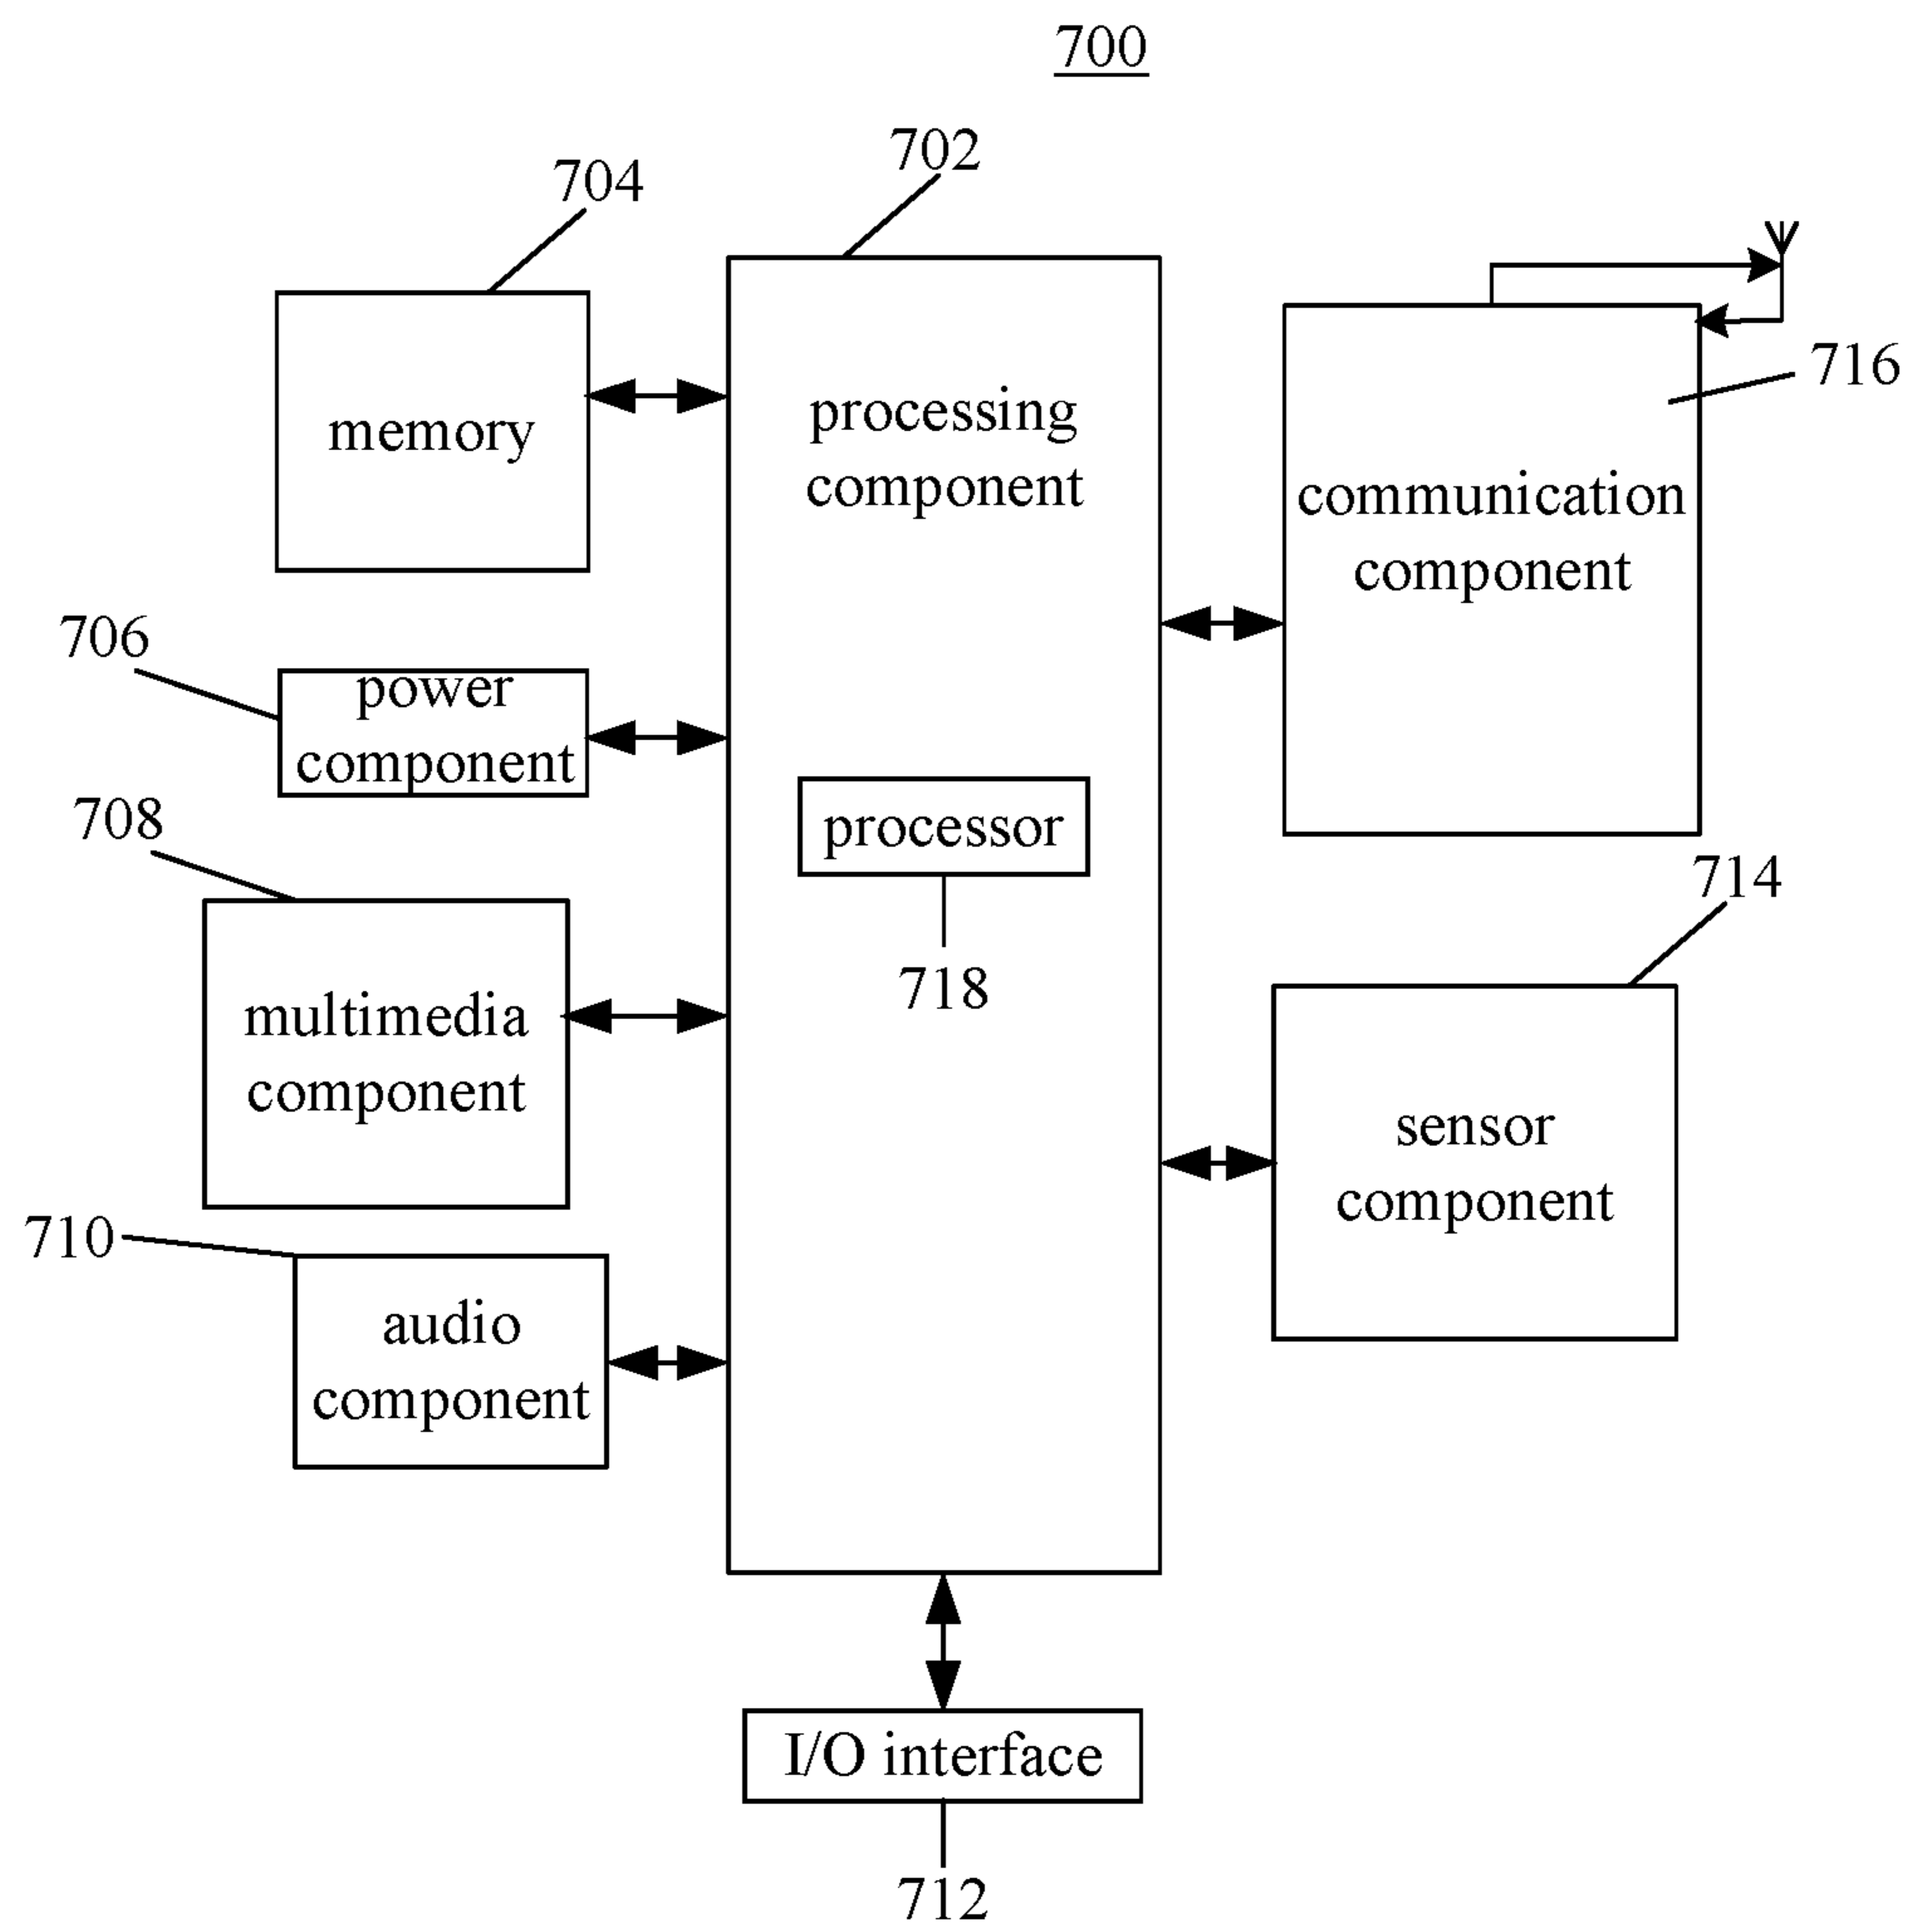 700
702
704
memory
processing
component
716
communication
component
706
power
component
708
processor
718
714
multimedia
component
sensor
component
710
audio
component
I/O interface
712